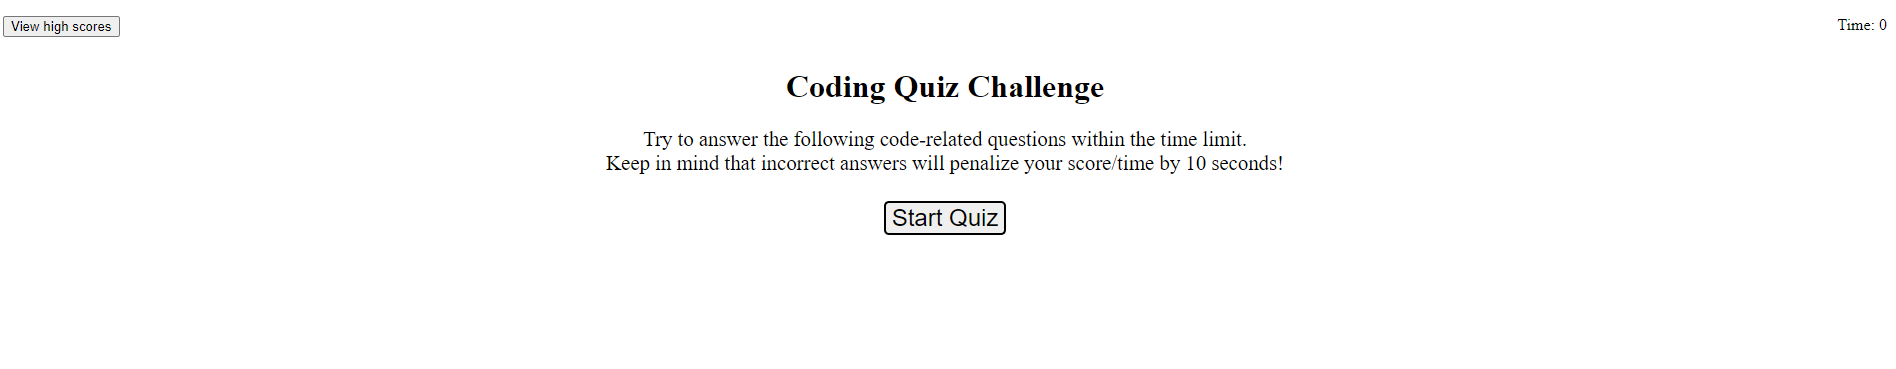 View high scores
Time: 0
Coding Quiz Challenge
Try to answer the following code-related questions within the time limit.
Keep in mind that incorrect answers will penalize your score/time by 10 seconds!
Start Quiz